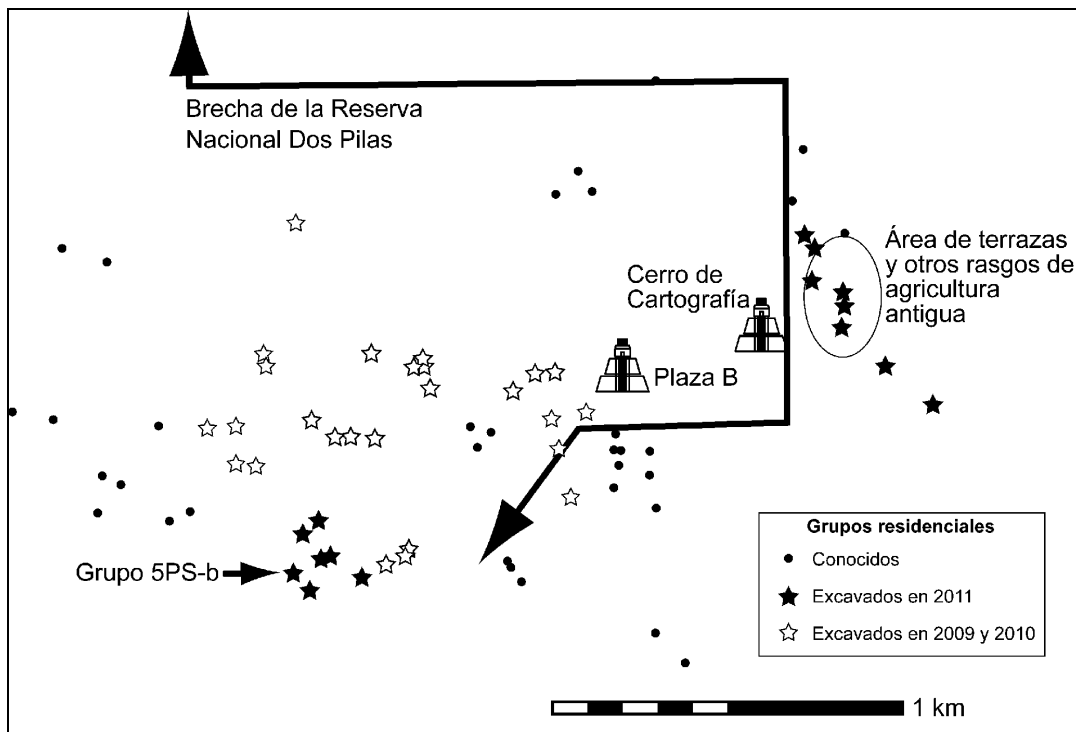 Brecha de la Reserva
Nacional Dos Pilas
Área de terrazas
y otros rasgos de
agricultura
antigua
Cerro de
Cartografía
Plaza B
Grupo 5PS-b
Grupos residenciales
Conocidos
Excavados en 2011
Excavados en 2009 y 2010
1 km